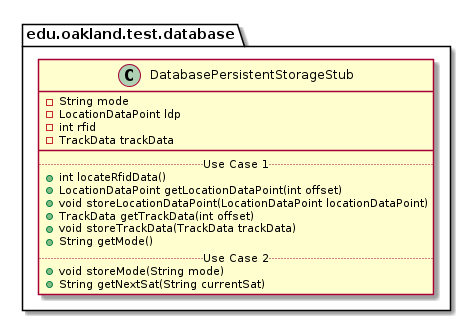 edu.oakland.test.database
C DatabasePersistentStorageStub
String mode
LocationDataPoint ldp
int rfid
TrackData trackData
Use Case 1
int locateRfidData()
LocationDataPoint getLocationDataPoint(int offset)
void storeLocationPoint(LocationDataPoint locationDataPoint)
TrackData getTrackData(int offset)
void storeTrackData(TrackData trackData)
String getMode()
Use Case 2
void storeMode(String mode)
String getNextSat(String currentSat)